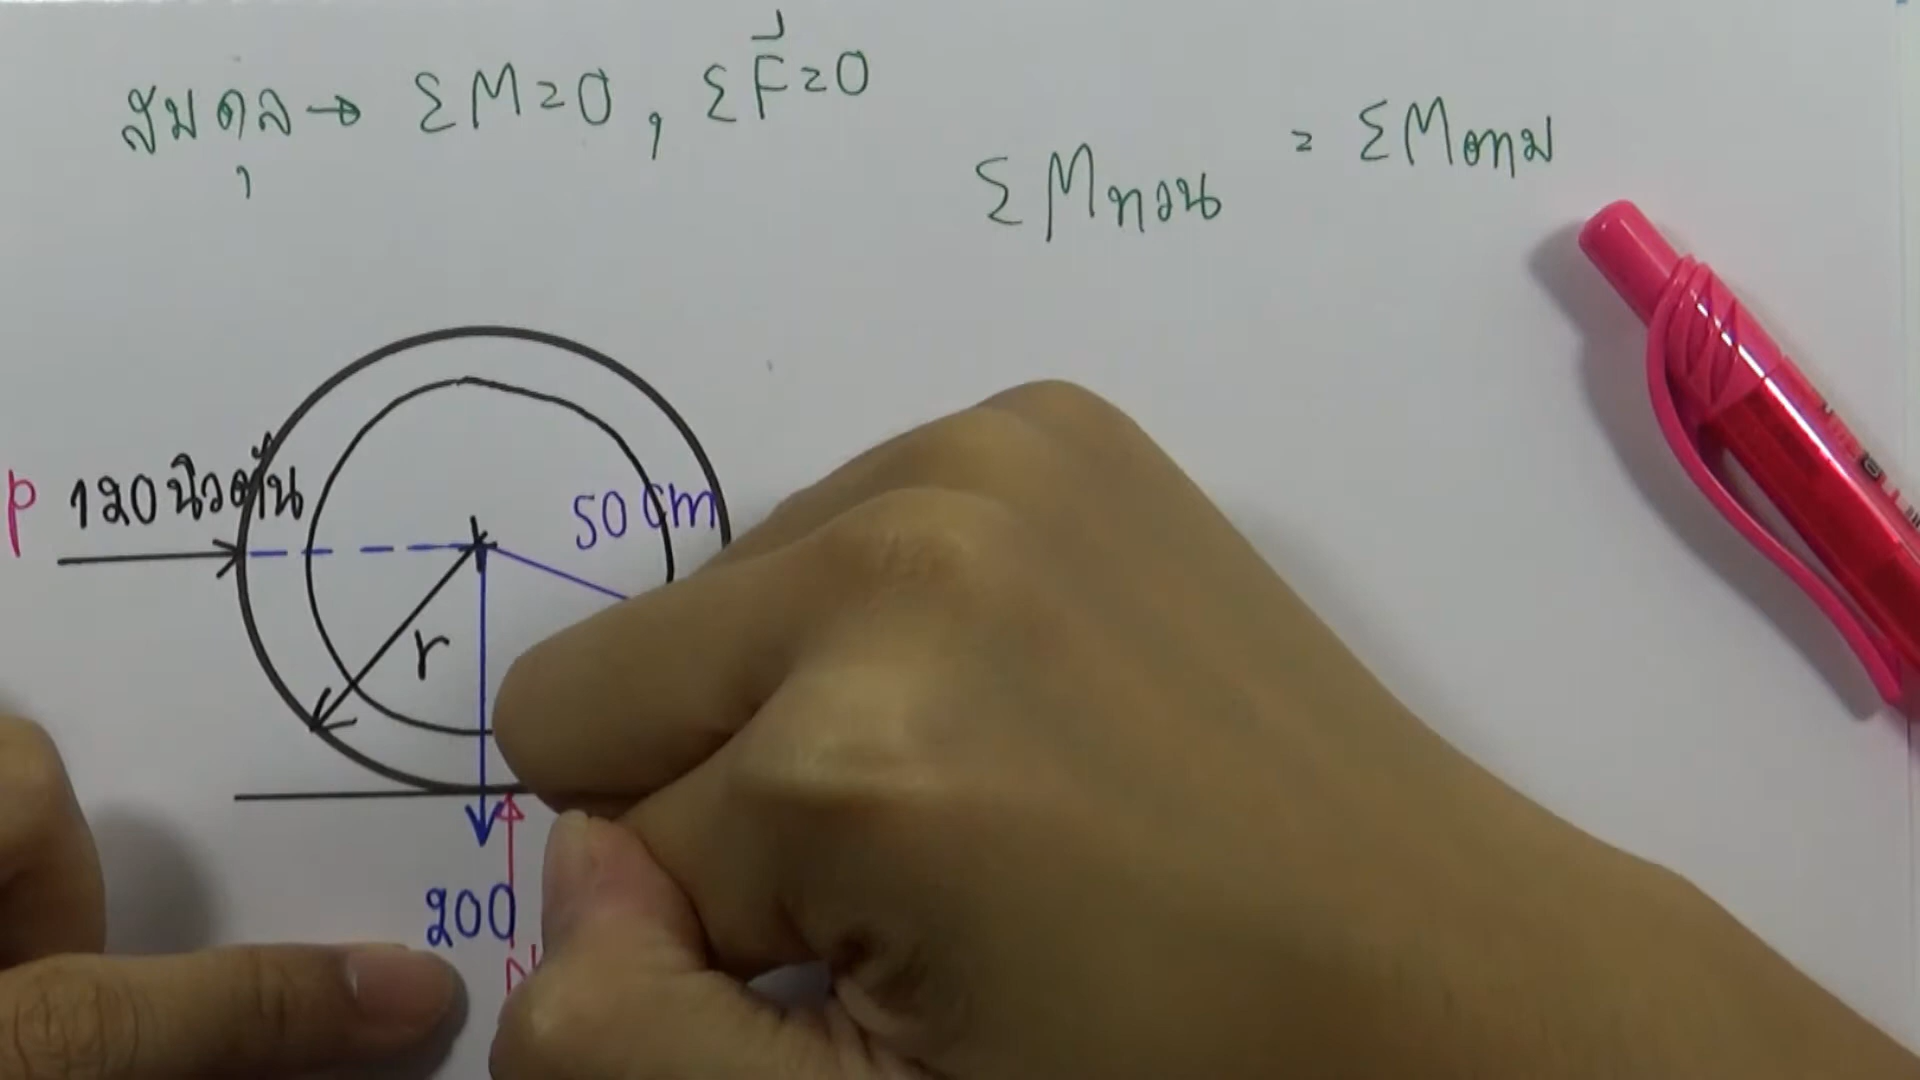 สมดุล → ΣM=0, ΣF⃗=0
ΣMทวน = ΣMตาม
P 120 นิวตัน
50 cm
r
200
N